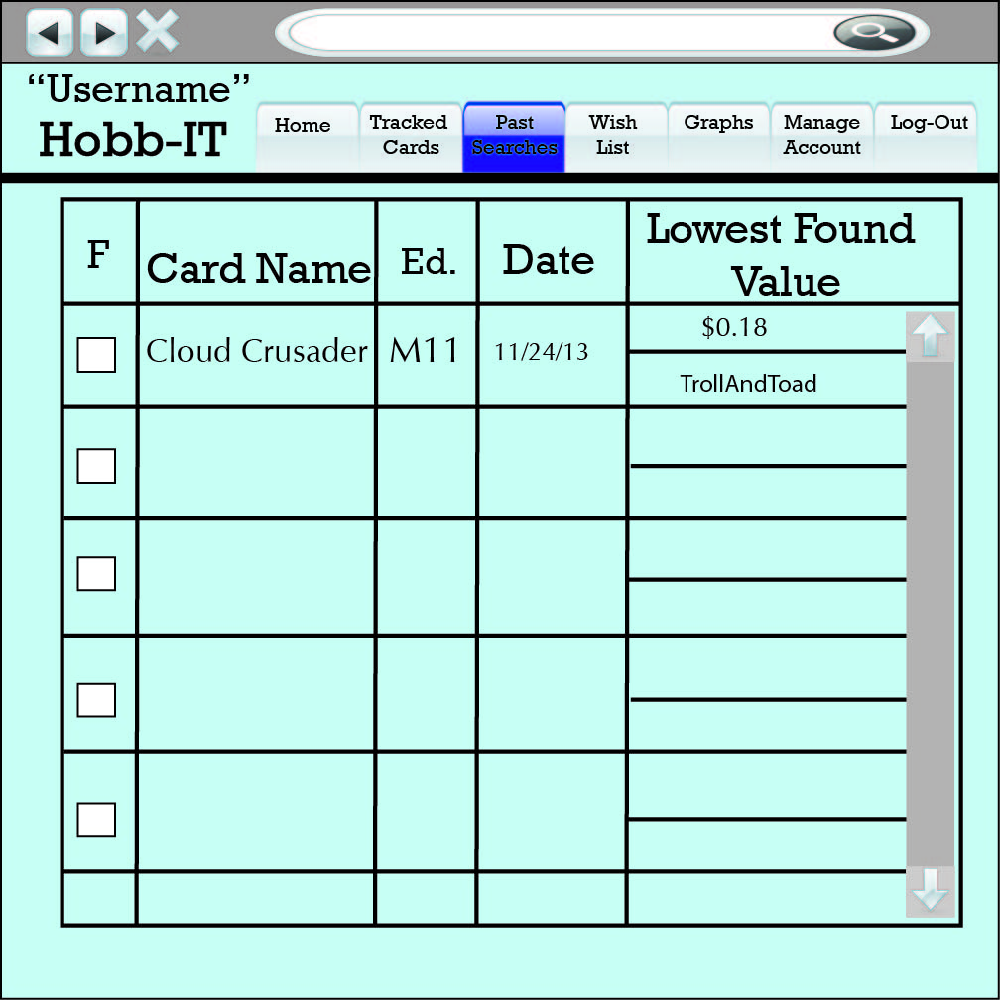 “Username”
Hobb-IT
Home
Tracked
Cards
Past
Searches
Wish
List
Graphs
Manage
Account
Log-Out
F
Card Name
Ed.
Date
Lowest Found
Value
Cloud Crusader
M11
11/24/13
$0.18
TrollAndToad